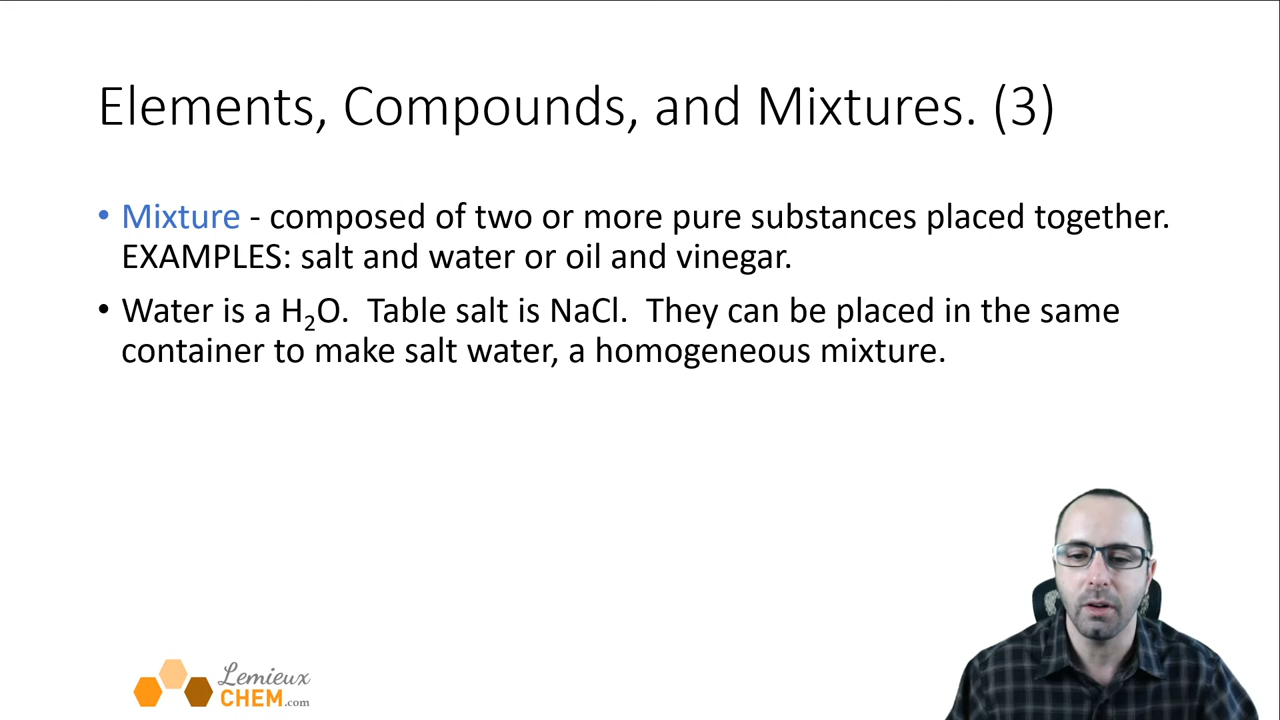 Elements, Compounds, and Mixtures. (3)
• Mixture - composed of two or more pure substances placed together.
EXAMPLES: salt and water or oil and vinegar.
• Water is a H₂O.  Table salt is NaCl.  They can be placed in the same
container to make salt water, a homogeneous mixture.
Lemieux
CHEM.com